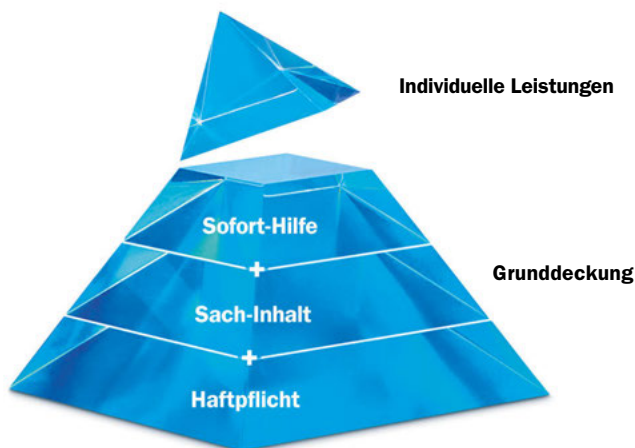 Individuelle Leistungen
Sofort-Hilfe
+
Grunddeckung
Sach-Inhalt
+
Haftpflicht